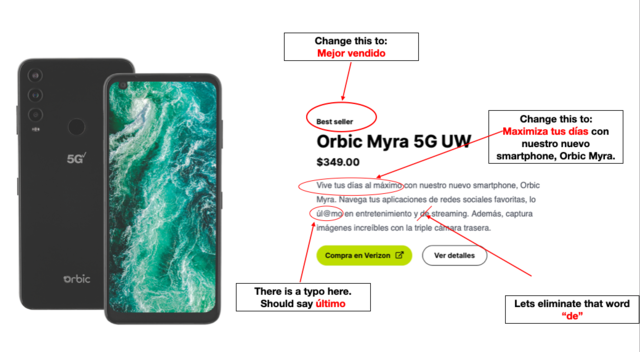 Change this to:
Mejor vendido
Best seller
Orbic Myra 5G UW
$349.00
Change this to:
Maximiza tus días con
nuestro nuevo
smartphone, Orbic Myra.
Vive tus días al máximo con nuestro nuevo smartphone, Orbic
Myra. Navega tus aplicaciones de redes sociales favoritas, lo
úl@mo en entretenimiento y de streaming. Además, captura
imágenes increíbles con la triple cámara trasera.
Compra en Verizon
Ver detalles
5G
Orbic
There is a typo here.
Should say último
Lets eliminate that word
“de”